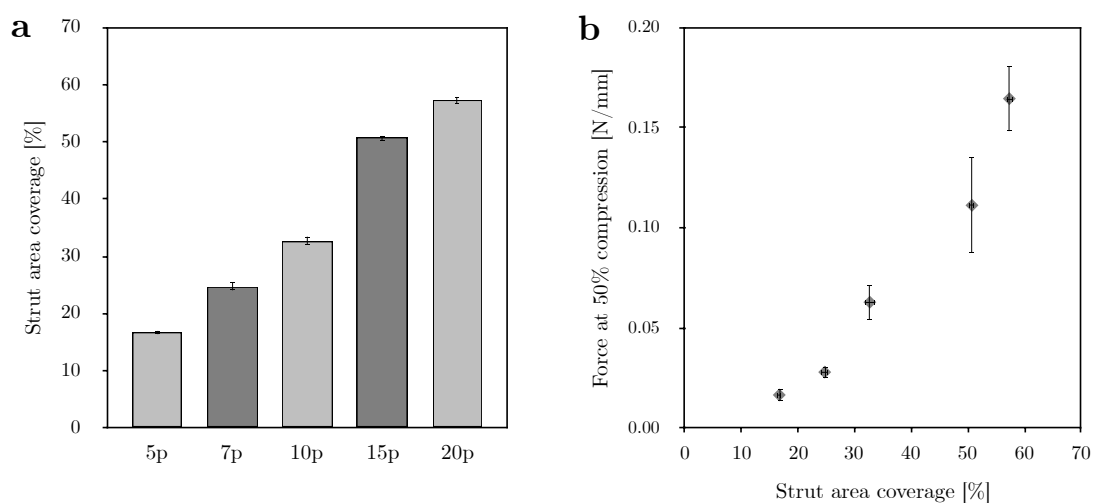 a
Strut area coverage [%]
70
60
50
40
30
20
10
0
5p 7p 10p 15p 20p
b
Force at 50% compression [N/mm]
0.20
0.15
0.10
0.05
0.00
0 10 20 30 40 50 60 70
Strut area coverage [%]